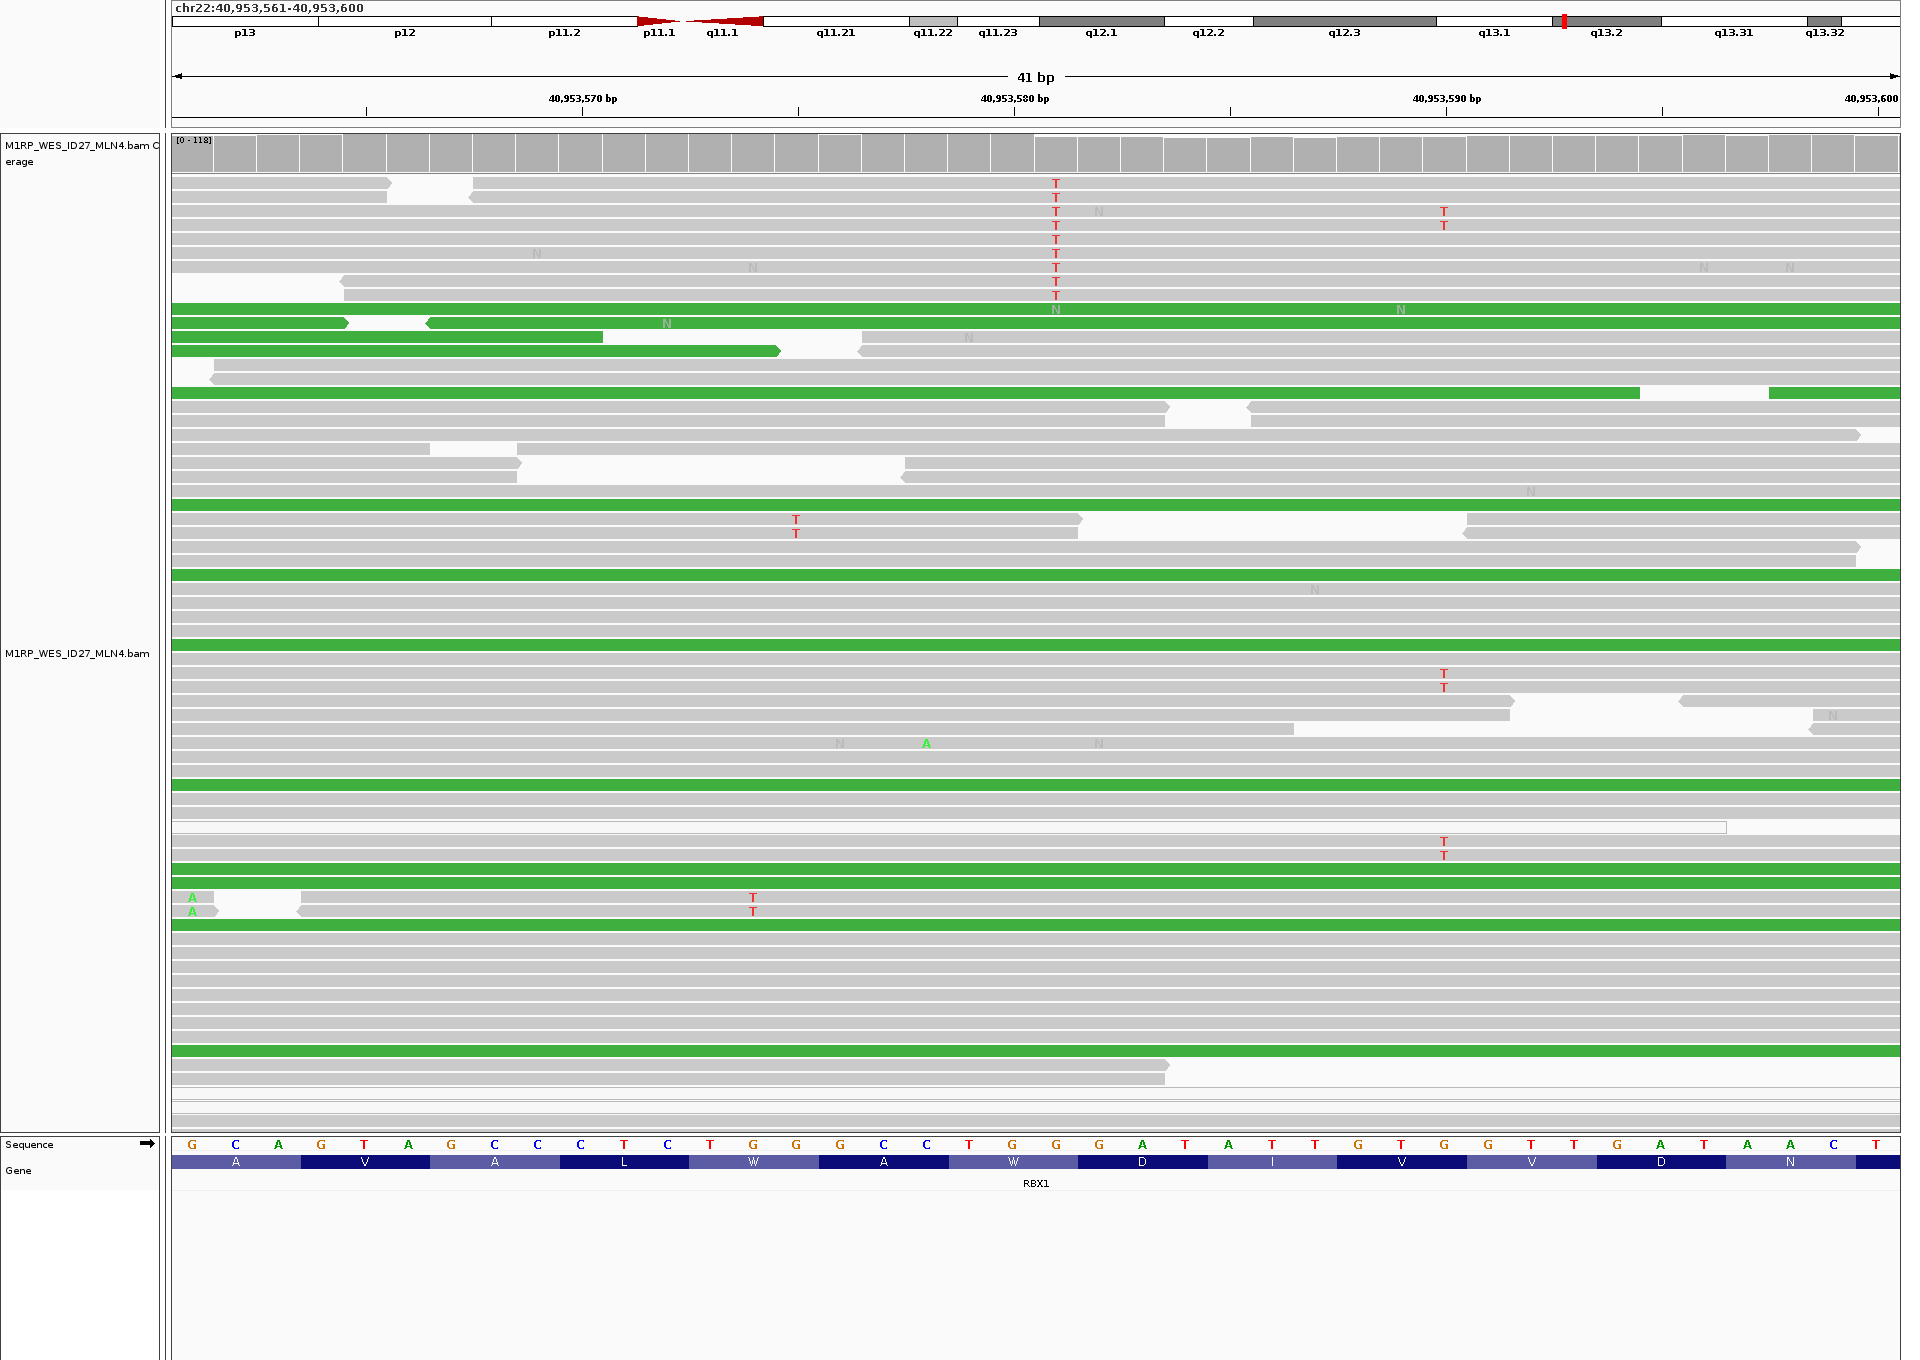 chr22:40,953,561-40,953,600
p13 p12 p11.2 p11.1 q11.1 q11.21 q11.22 q11.23 q12.1 q12.2 q12.3 q13.1 q13.2 q13.31 q13.32
41 bp
40,953,570 bp 40,953,580 bp 40,953,590 bp 40,953,600
M1RP_WES_ID27_MLN4.bam C
erage
[0 - 118]
T
T
T N T
T T
T
N T
N T N N
T
T
N N
N
N
N
T
T
N
M1RP_WES_ID27_MLN4.bam
T
T
N
N A N
T
T
A T
A T
Sequence G C A G T A G C C C T C T G G G C C T G G G A T A T T G T G G T T G A T A A C T
Gene A V A L W A W D I V V D N
RBX1